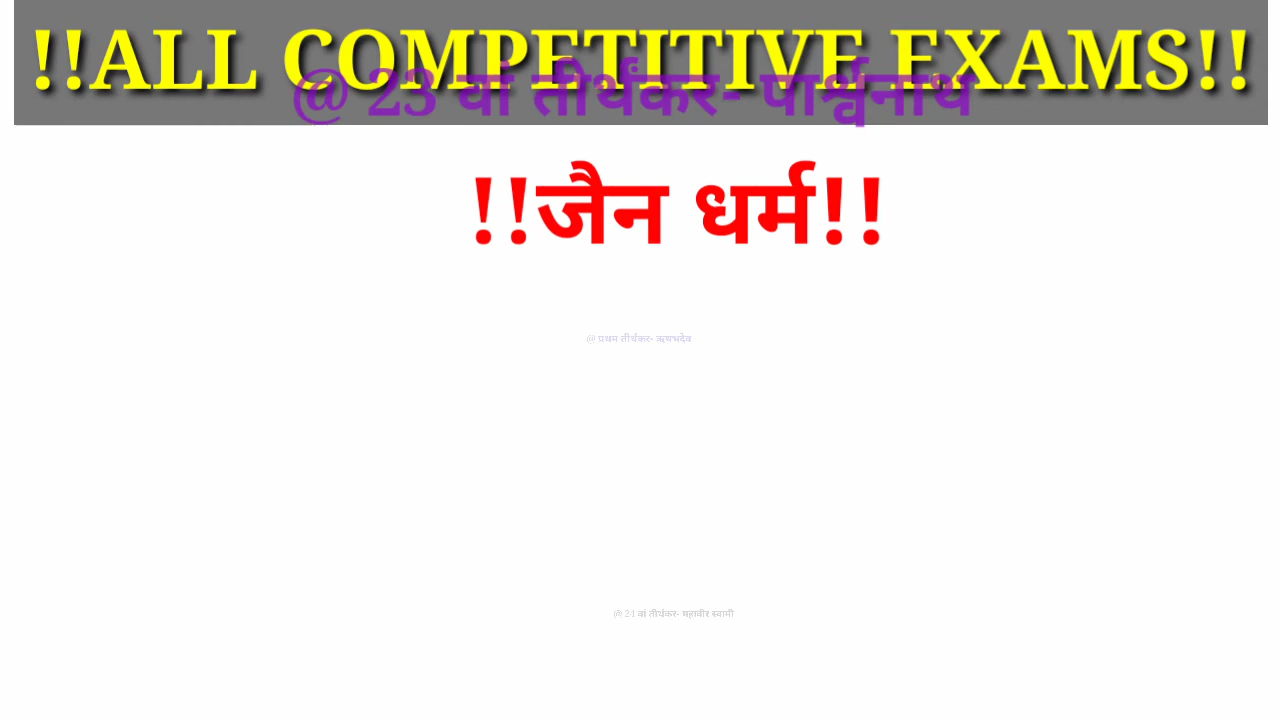 !!ALL COMPETITIVE EXAMS!!
@ 23 वां तीर्थंकर- पार्श्वनाथ
!!जैन धर्म!!
@ प्रथम तीर्थंकर- ऋषभदेव
@ 24 वां तीर्थंकर- महावीर स्वामी